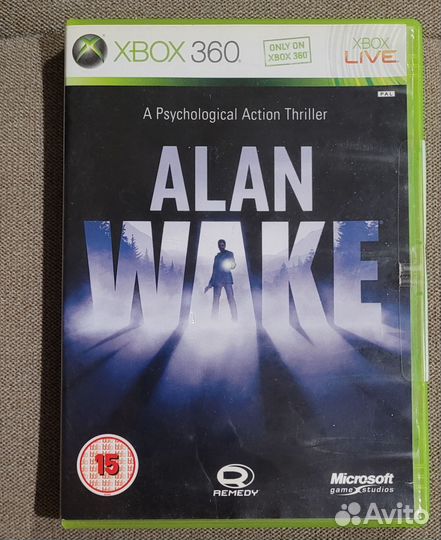 XBOX 360
ONLY ON
XBOX 360
XBOX
LIVE
PAL
A Psychological Action Thriller
ALAN
WAKE
15
REMEDY
Microsoft
game studios
Avito